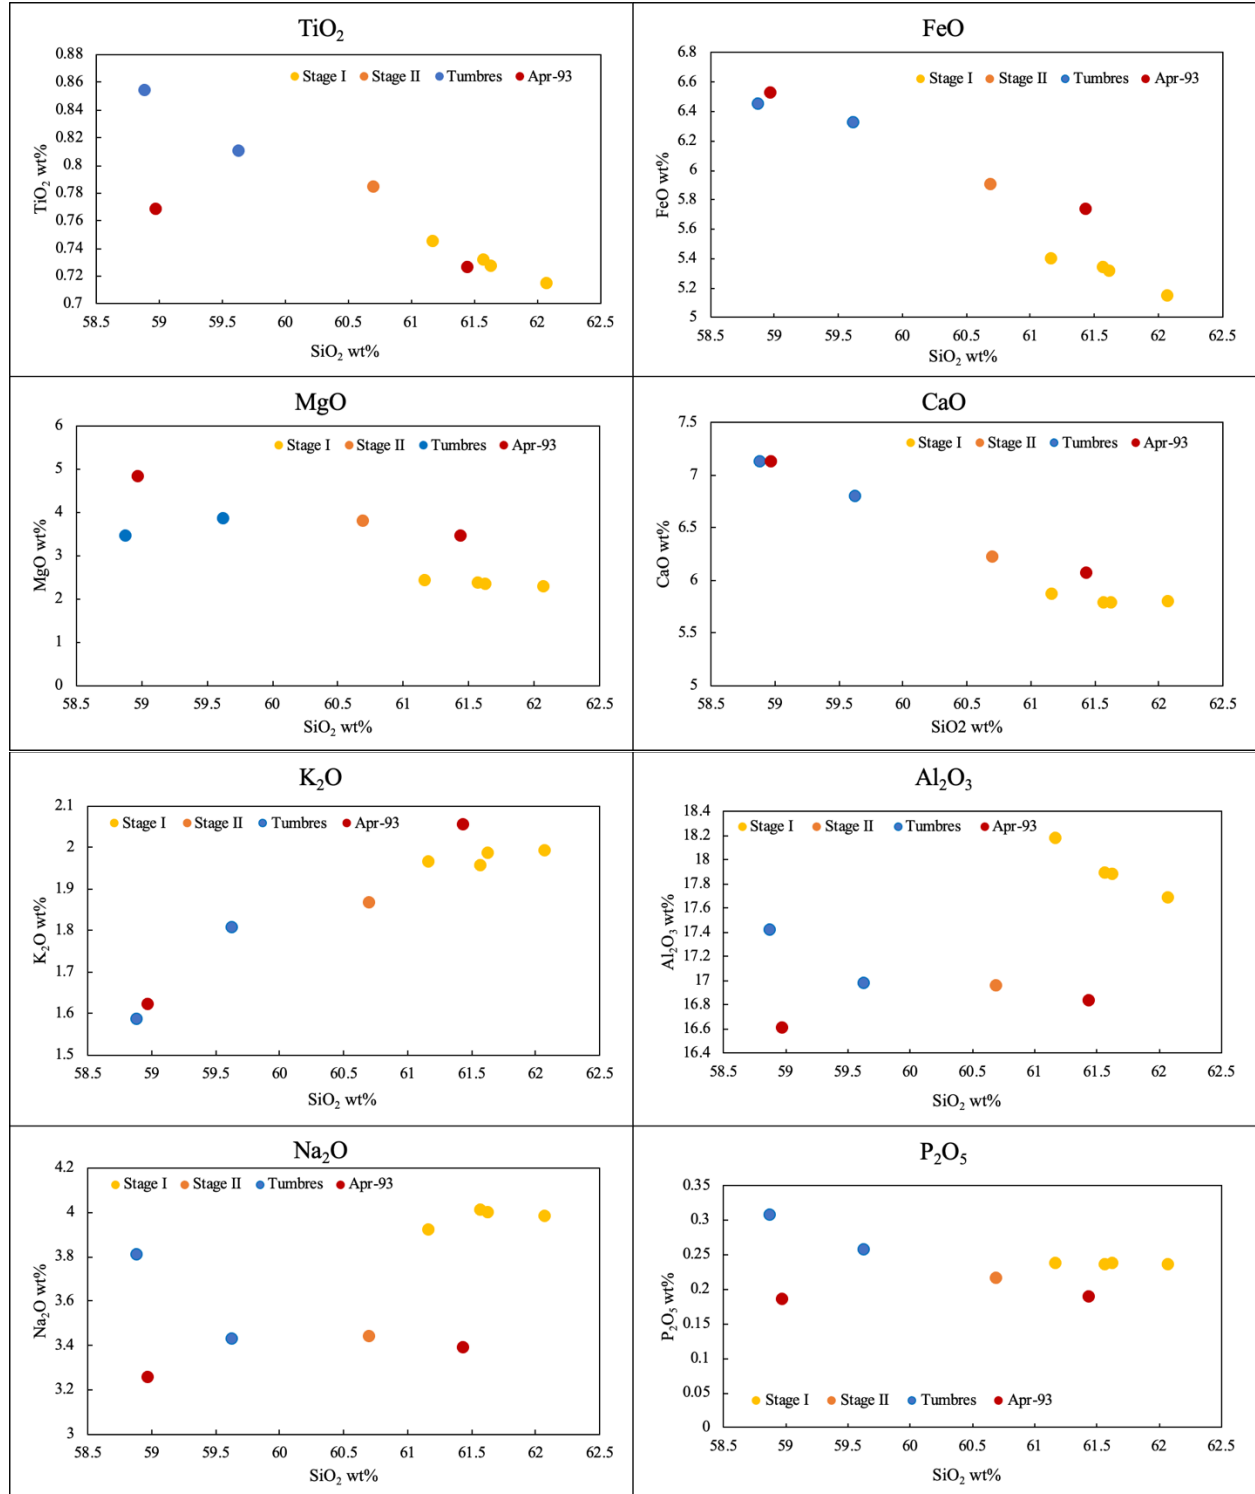 TiO₂
0.88
0.86
0.84
0.82
0.8
0.78
0.76
0.74
0.72
0.7
TiO₂ wt%
Stage I Stage II Tumbres Apr-93
58.5 59 59.5 60 60.5 61 61.5 62 62.5
SiO₂ wt%
FeO
6.8
6.6
6.4
6.2
6
5.8
5.6
5.4
5.2
5
FeO wt%
Stage I Stage II Tumbres Apr-93
58.5 59 59.5 60 60.5 61 61.5 62 62.5
SiO₂ wt%
MgO
6
5
4
3
2
1
0
MgO wt%
Stage I Stage II Tumbres Apr-93
58.5 59 59.5 60 60.5 61 61.5 62 62.5
SiO₂ wt%
CaO
7.5
7
6.5
6
5.5
5
CaO wt%
Stage I Stage II Tumbres Apr-93
58.5 59 59.5 60 60.5 61 61.5 62 62.5
SiO2 wt%
K₂O
2.1
2
1.9
1.8
1.7
1.6
1.5
K₂O wt%
Stage I Stage II Tumbres Apr-93
58.5 59 59.5 60 60.5 61 61.5 62 62.5
SiO₂ wt%
Al₂O₃
18.4
18.2
18
17.8
17.6
17.4
17.2
17
16.8
16.6
16.4
Al₂O₃ wt%
Stage I Stage II Tumbres Apr-93
58.5 59 59.5 60 60.5 61 61.5 62 62.5
SiO₂ wt%
Na₂O
4.2
4
3.8
3.6
3.4
3.2
3
Na₂O wt%
Stage I Stage II Tumbres Apr-93
58.5 59 59.5 60 60.5 61 61.5 62 62.5
SiO₂ wt%
P₂O₅
0.35
0.3
0.25
0.2
0.15
0.1
0.05
0
P₂O₅ wt%
Stage I Stage II Tumbres Apr-93
58.5 59 59.5 60 60.5 61 61.5 62 62.5
SiO₂ wt%